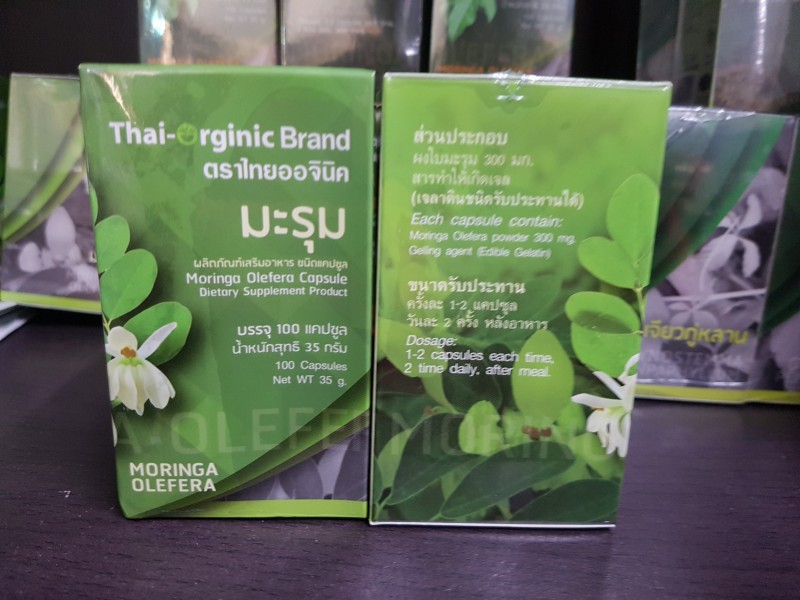 Thai-Orginic Brand
ตราไทยออจินิค
มะรุม
ผลิตภัณฑ์เสริมอาหาร ชนิดแคปซูล
Moringa Olefera Capsule
Dietary Supplement Product
บรรจุ 100 แคปซูล
น้ำหนักสุทธิ 35 กรัม
100 Capsules
Net WT 35 g.
MORINGA
OLEFERA
ส่วนประกอบ
ผงใบมะรุม 300 มก.
สารทำให้เกิดเจล
(เจลาตินชนิดรับประทานได้)
Each capsule contain:
Moringa Olefera powder 300 mg.
Gelling agent (Edible Gelatin)
ขนาดรับประทาน
ครั้งละ 1-2 แคปซูล
วันละ 2 ครั้ง หลังอาหาร
Dosage:
1-2 capsules each time,
2 time daily, after meal.
A OLEFE MORIN
เจียวกู่หลาน